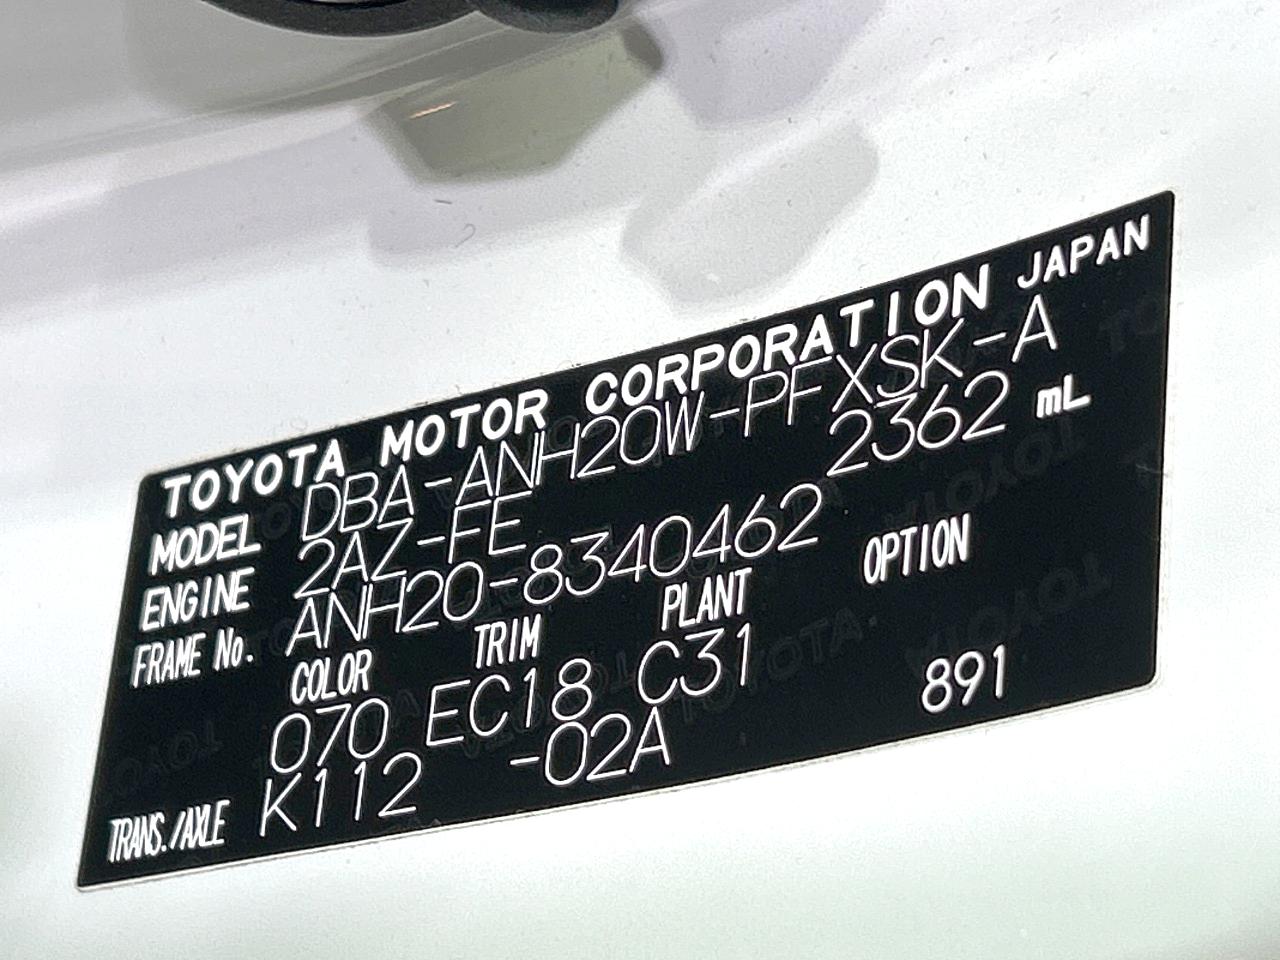 TOYOTA MOTOR CORPORATION JAPAN
MODEL DBA-ANH20W-PFXSK-A
ENGINE 2AZ-FE 2362 mL
FRAME No. ANH20-8340462
COLOR TRIM PLANT OPTION
070 EC18 C31 891
TRANS./AXLE K112 -02A